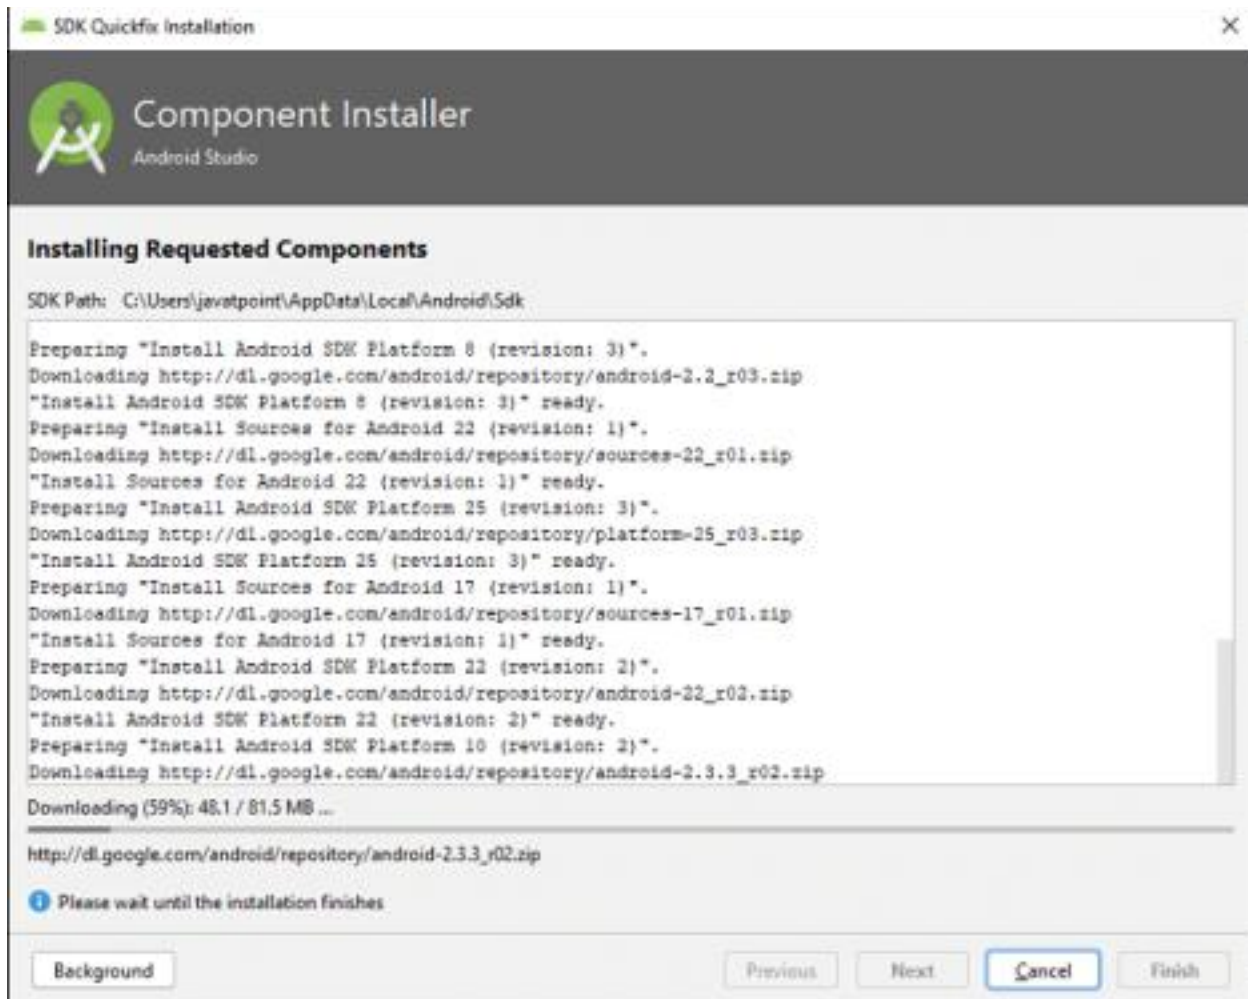 SDK Quickfix Installation
Component Installer
Android Studio
Installing Requested Components
SDK Path: C:\Users\javatpoint\AppData\Local\Android\Sdk
Preparing "Install Android SDK Platform 8 (revision: 3)".
Downloading http://dl.google.com/android/repository/android-2.2_r03.zip
"Install Android SDK Platform 8 (revision: 3)" ready.
Preparing "Install Sources for Android 22 (revision: 1)".
Downloading http://dl.google.com/android/repository/sources-22_r01.zip
"Install Sources for Android 22 (revision: 1)" ready.
Preparing "Install Android SDK Platform 25 (revision: 3)".
Downloading http://dl.google.com/android/repository/platform-25_r03.zip
"Install Android SDK Platform 25 (revision: 3)" ready.
Preparing "Install Sources for Android 17 (revision: 1)".
Downloading http://dl.google.com/android/repository/sources-17_r01.zip
"Install Sources for Android 17 (revision: 1)" ready.
Preparing "Install Android SDK Platform 22 (revision: 2)".
Downloading http://dl.google.com/android/repository/android-22_r02.zip
"Install Android SDK Platform 22 (revision: 2)" ready.
Preparing "Install Android SDK Platform 10 (revision: 2)".
Downloading http://dl.google.com/android/repository/android-2.3.3_r02.zip
Downloading (59%): 48.1 / 81.5 MB ...
http://dl.google.com/android/repository/android-2.3.3_r02.zip
Please wait until the installation finishes
Background Previous Next Cancel Finish